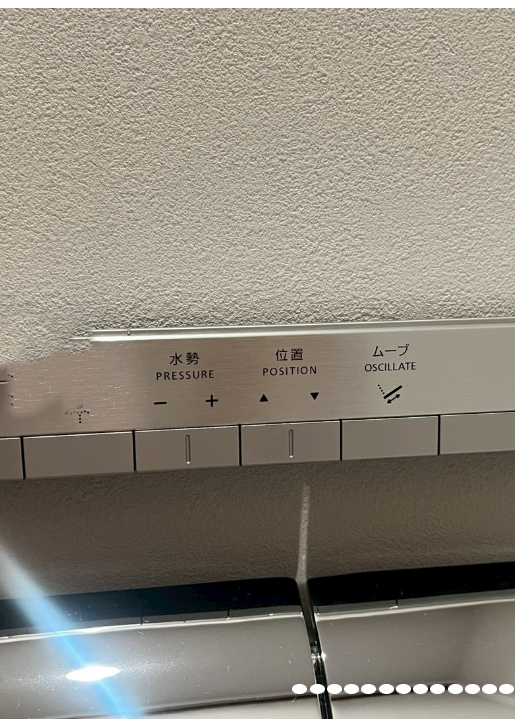 水勢
PRESSURE
− +
位置
POSITION
▲ ▼
ムーブ
OSCILLATE